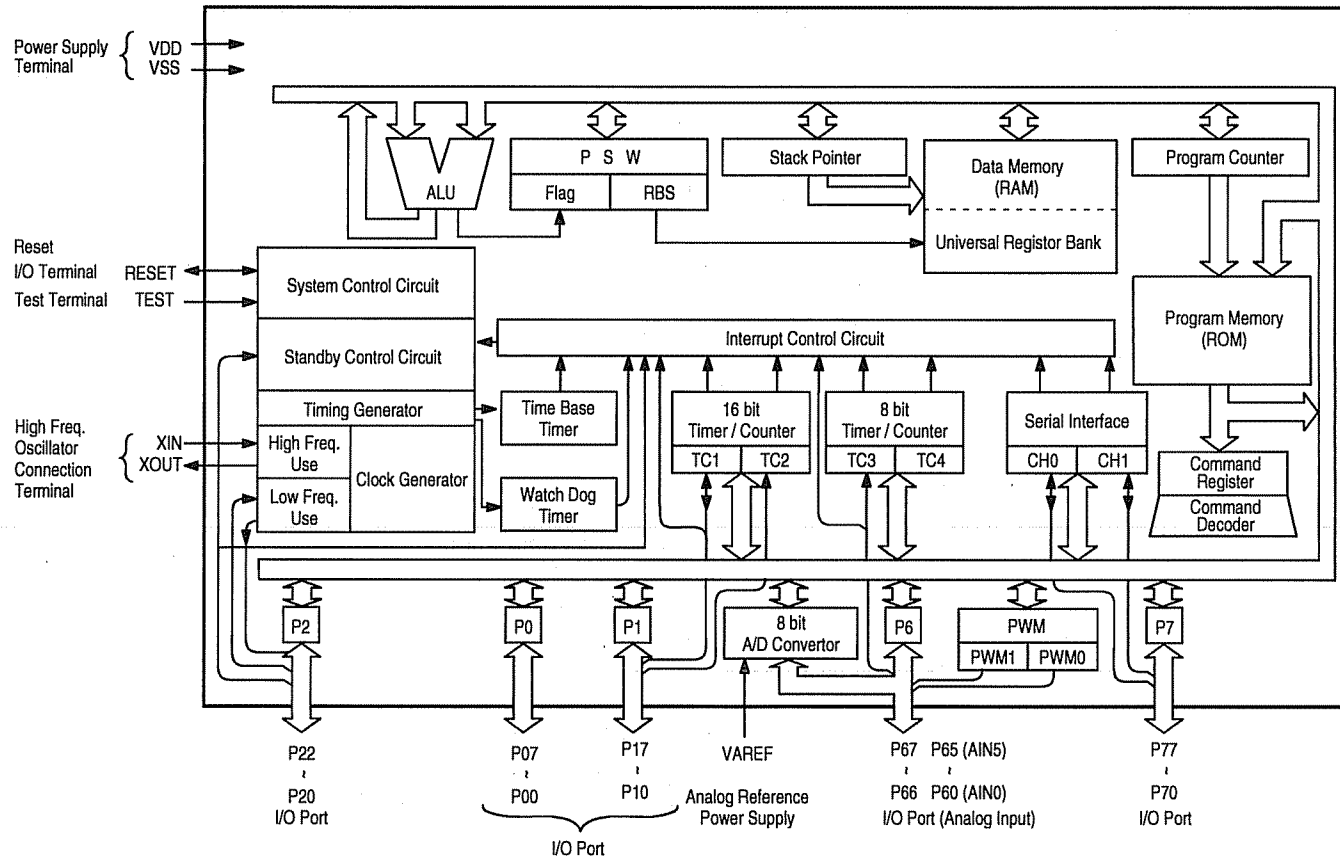 Power Supply
Terminal
VDD
VSS
ALU
P S W
Flag
RBS
Stack Pointer
Data Memory
(RAM)
Universal Registor Bank
Program Counter
Reset
I/O Terminal
RESET
Test Terminal
TEST
System Control Circuit
Standby Control Circuit
Interrupt Control Circuit
Program Memory
(ROM)
Timing Generator
High Freq.
Oscillator
Connection
Terminal
XIN
XOUT
High Freq.
Use
Low Freq.
Use
Clock Generator
Time Base
Timer
Watch Dog
Timer
16 bit
Timer / Counter
TC1
TC2
8 bit
Timer / Counter
TC3
TC4
Serial Interface
CH0
CH1
Command
Register
Command
Decoder
P2
P0
P1
8 bit
A/D Convertor
P6
PWM
PWM1
PWM0
P7
P22
~
P20
I/O Port
P07
~
P00
P17
~
P10
I/O Port
VAREF
Analog Reference
Power Supply
P67 P65 (AIN5)
~ ~
P66 P60 (AIN0)
I/O Port (Analog Input)
P77
~
P70
I/O Port